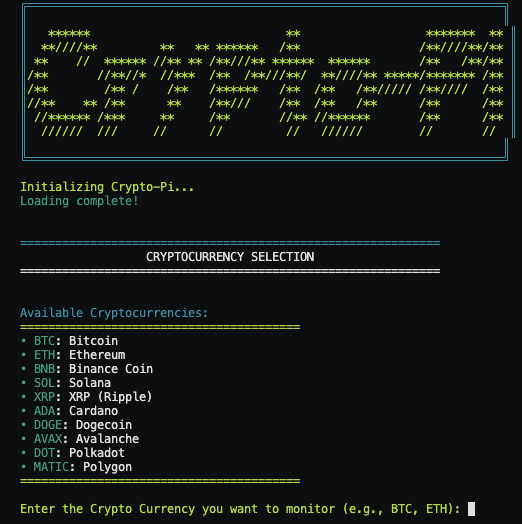 Crypto-Pi
Initializing Crypto-Pi...
Loading complete!
CRYPTOCURRENCY SELECTION
Available Cryptocurrencies:
• BTC: Bitcoin
• ETH: Ethereum
• BNB: Binance Coin
• SOL: Solana
• XRP: XRP (Ripple)
• ADA: Cardano
• DOGE: Dogecoin
• AVAX: Avalanche
• DOT: Polkadot
• MATIC: Polygon
Enter the Crypto Currency you want to monitor (e.g., BTC, ETH):